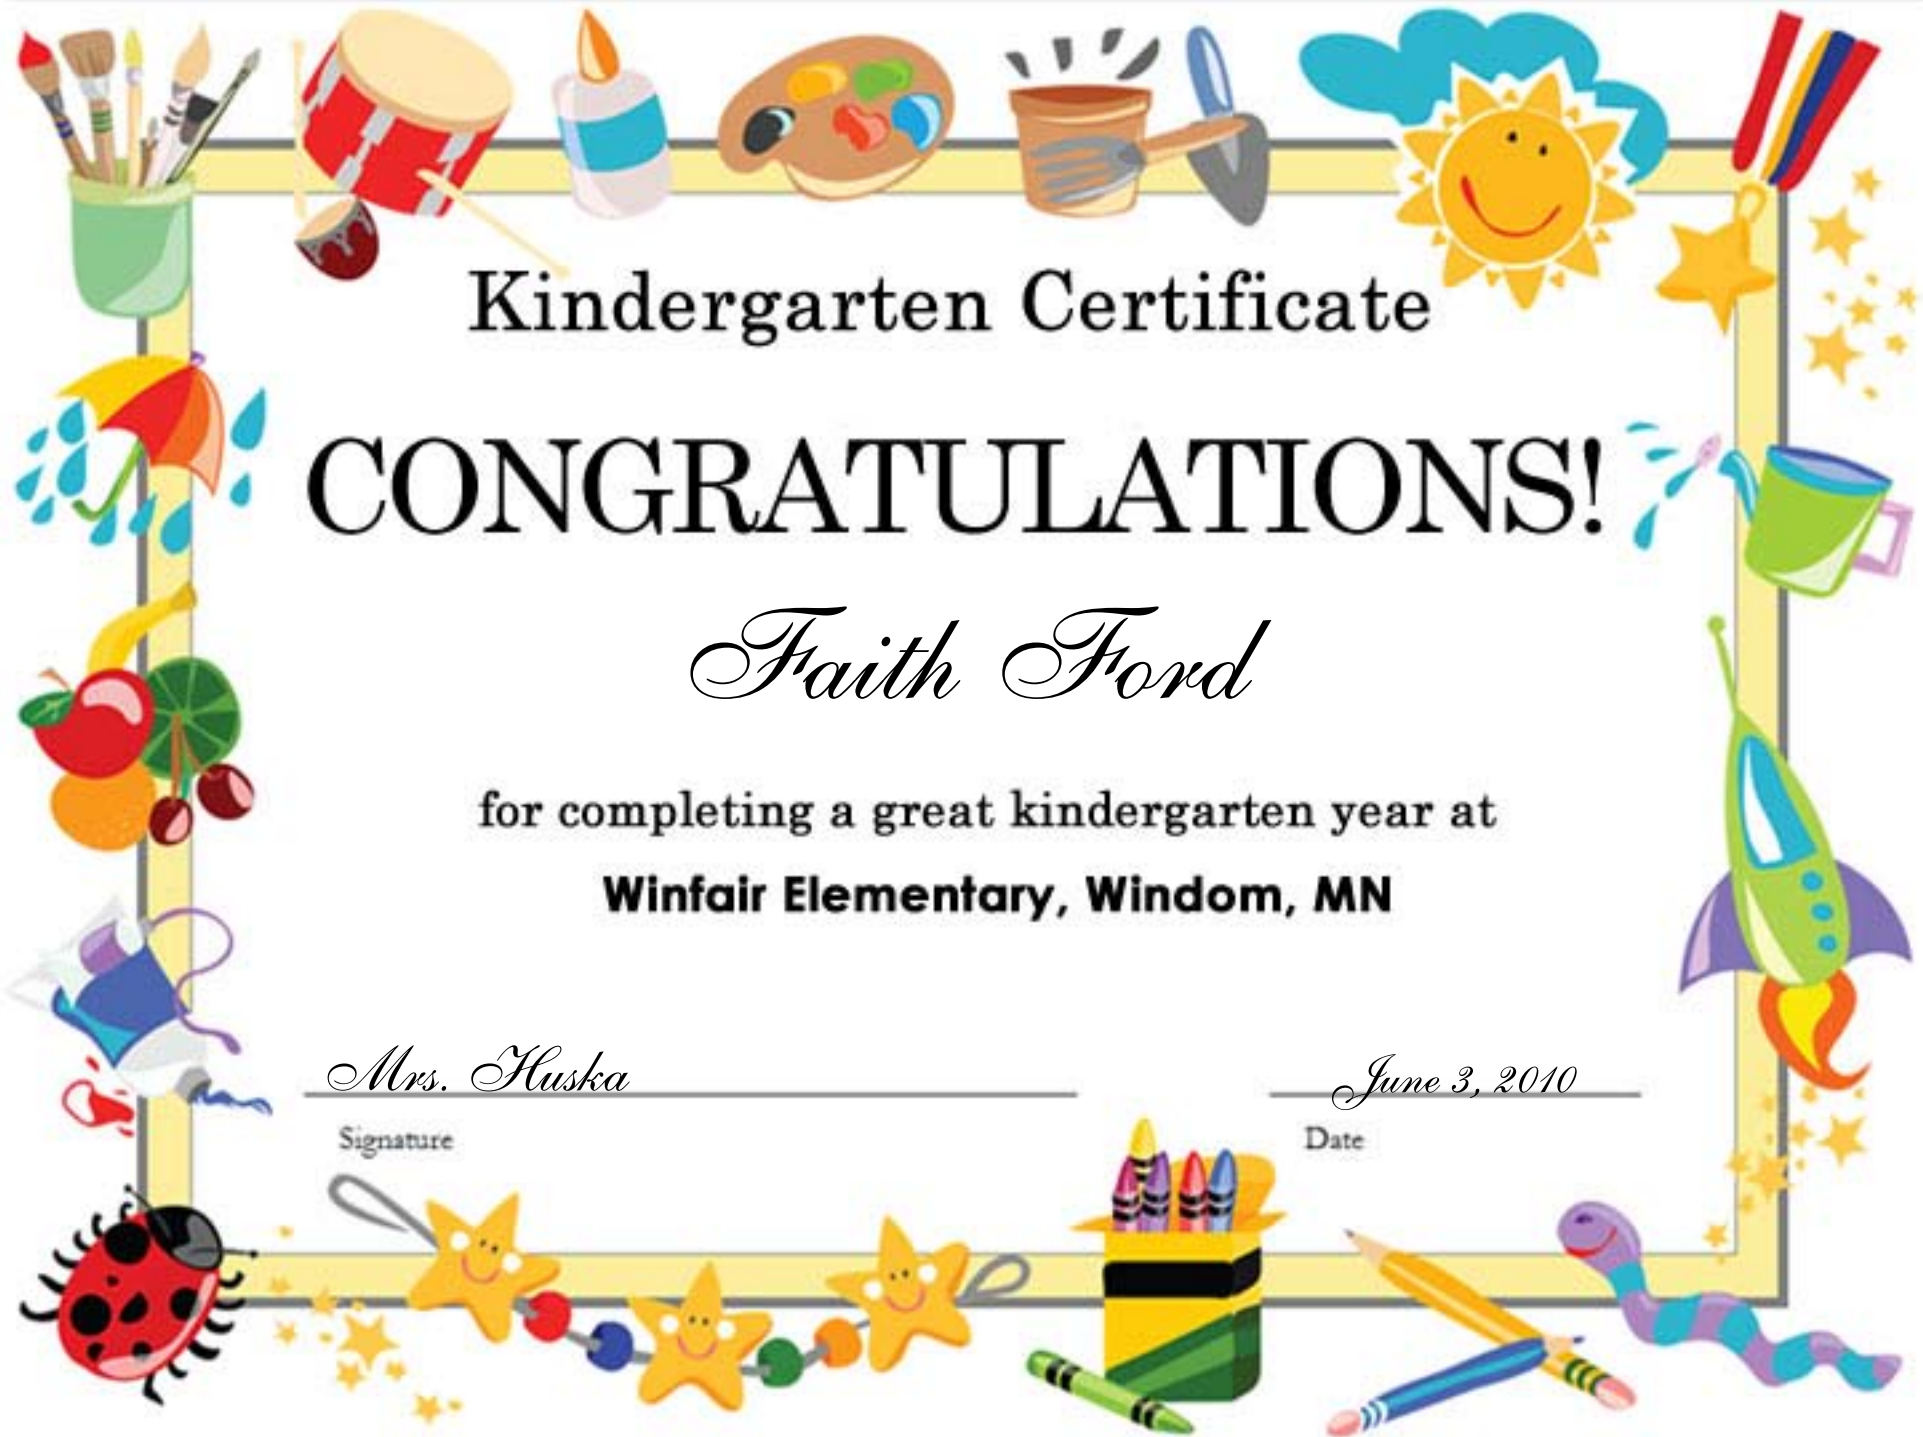 Kindergarten Certificate
CONGRATULATIONS!
Faith Ford
for completing a great kindergarten year at
Winfair Elementary, Windom, MN
Mrs. Huska
June 3, 2010
Signature
Date